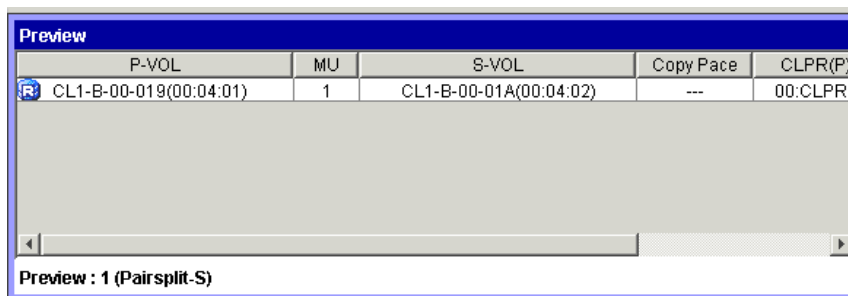 Preview
P-VOL MU S-VOL Copy Pace CLPR(P)
R CL1-B-00-019(00:04:01) 1 CL1-B-00-01A(00:04:02) --- 00:CLPR
Preview : 1 (Pairsplit-S)